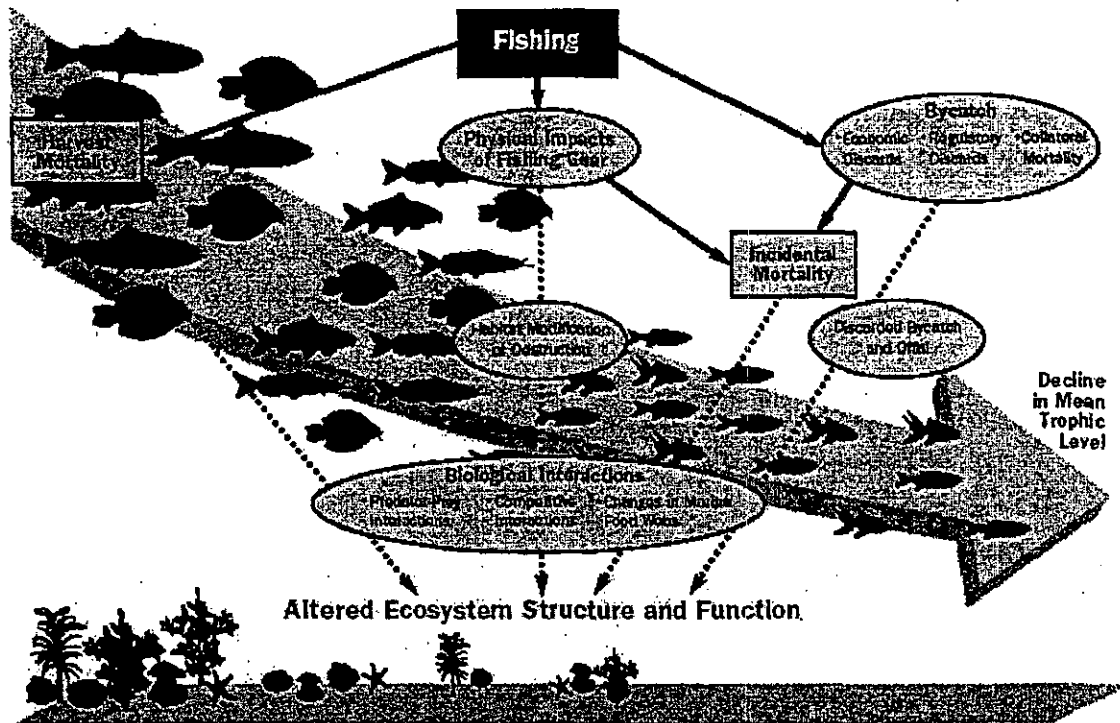 Fishing
Harvest
Mortality
Physical Impacts
of Fishing Gear
Bycatch
Economic
Discards
Regulatory
Discards
Collateral
Mortality
Incidental
Mortality
Habitat Modification
or Destruction
Discarded Bycatch
and Offal
Decline
in Mean
Trophic
Level
Biological Interactions
• Predator-Prey
Interactions
• Competitive
Interactions
• Changes in Marine
Food Webs
Altered Ecosystem Structure and Function